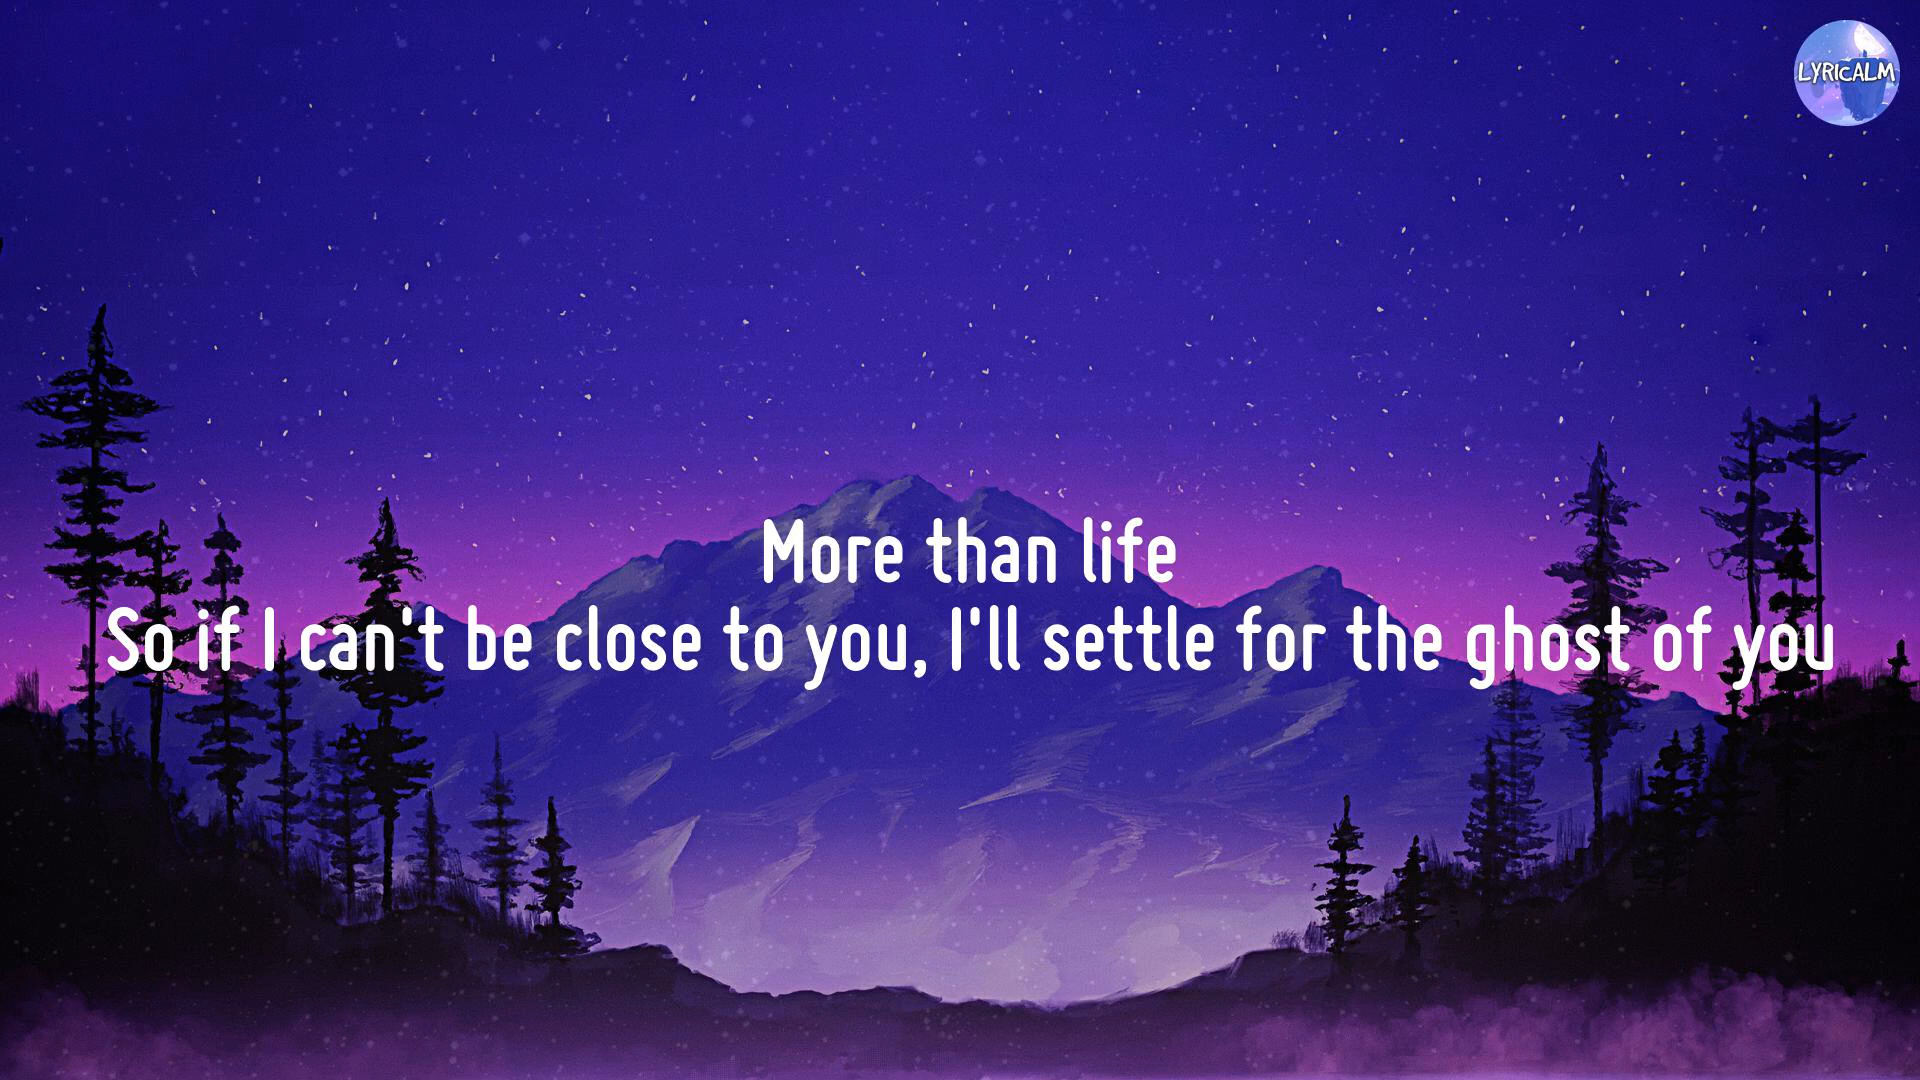 LYRICALM
More than life
So if I can't be close to you, I'll settle for the ghost of you